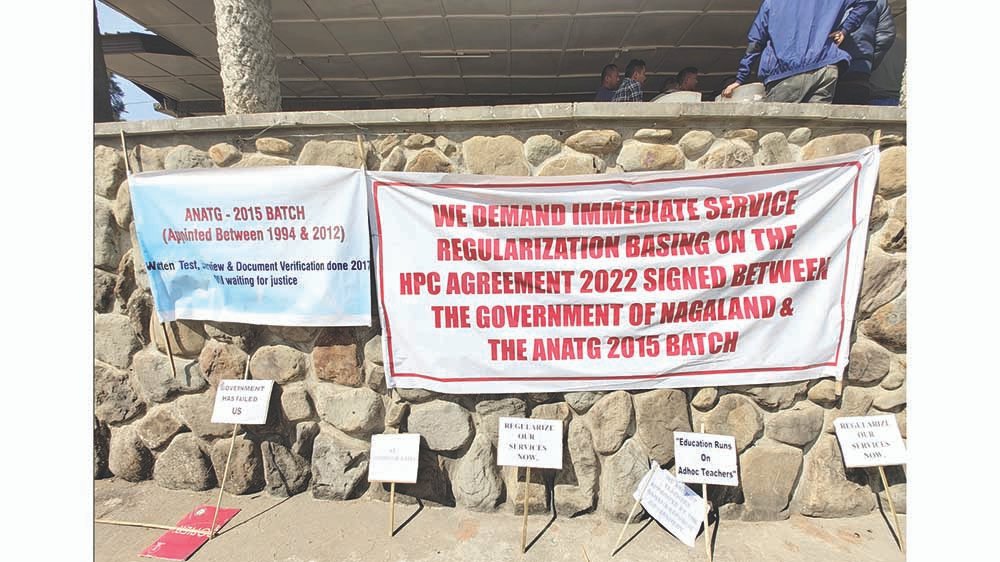 ANATG - 2015 BATCH
(Appinted Between 1994 & 2012)
Test, & Document Verification done 2017
waiting for justice
WE DEMAND IMMEDIATE SERVICE
REGULARIZATION BASING ON THE
HPC AGREEMENT 2022 SIGNED BETWEEN
THE GOVERNMENT OF NAGALAND &
THE ANATG 2015 BATCH
GOVERNMENT
HAS FAILED
US
REGULARIZE
OUR
SERVICES
NOW.
"Education Runs
On
Adhoc Teachers"
REGULARIZE
OUR
SERVICES
NOW.